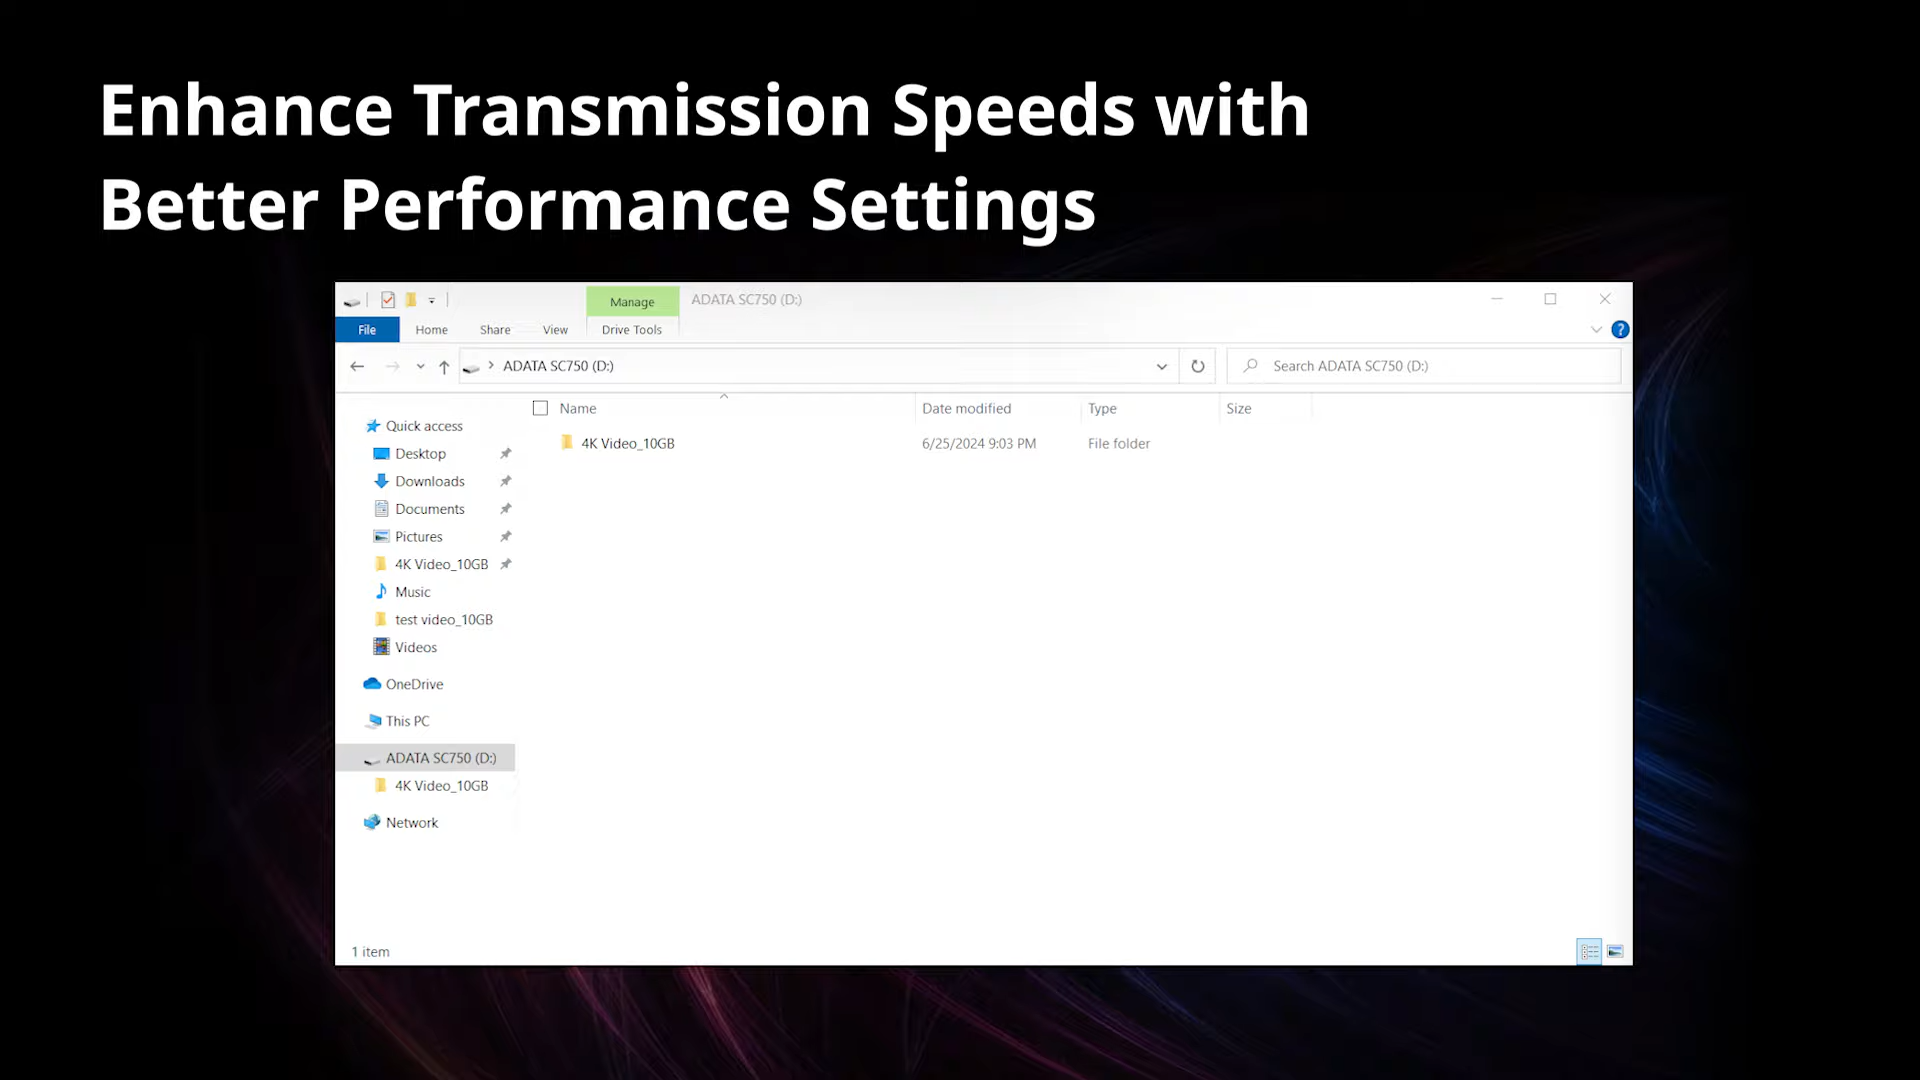 Enhance Transmission Speeds with
Better Performance Settings
Manage
ADATA SC750 (D:)
File
Home
Share
View
Drive Tools
?
ADATA SC750 (D:)
Search ADATA SC750 (D:)
Name
Date modified
Type
Size
4K Video_10GB
6/25/2024 9:03 PM
File folder
Quick access
Desktop
Downloads
Documents
Pictures
4K Video_10GB
Music
test video_10GB
Videos
OneDrive
This PC
ADATA SC750 (D:)
4K Video_10GB
Network
1 item